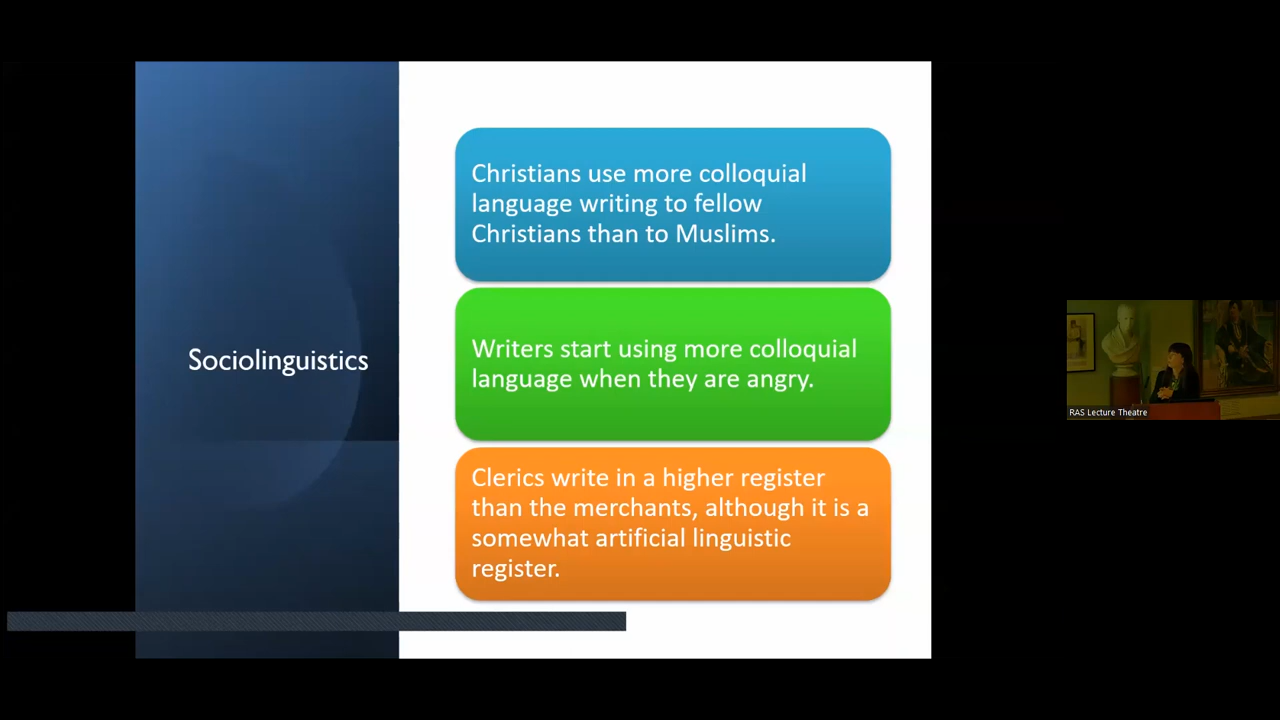 Sociolinguistics
Christians use more colloquial
language writing to fellow
Christians than to Muslims.
Writers start using more colloquial
language when they are angry.
Clerics write in a higher register
than the merchants, although it is a
somewhat artificial linguistic
register.
RAS Lecture Theatre